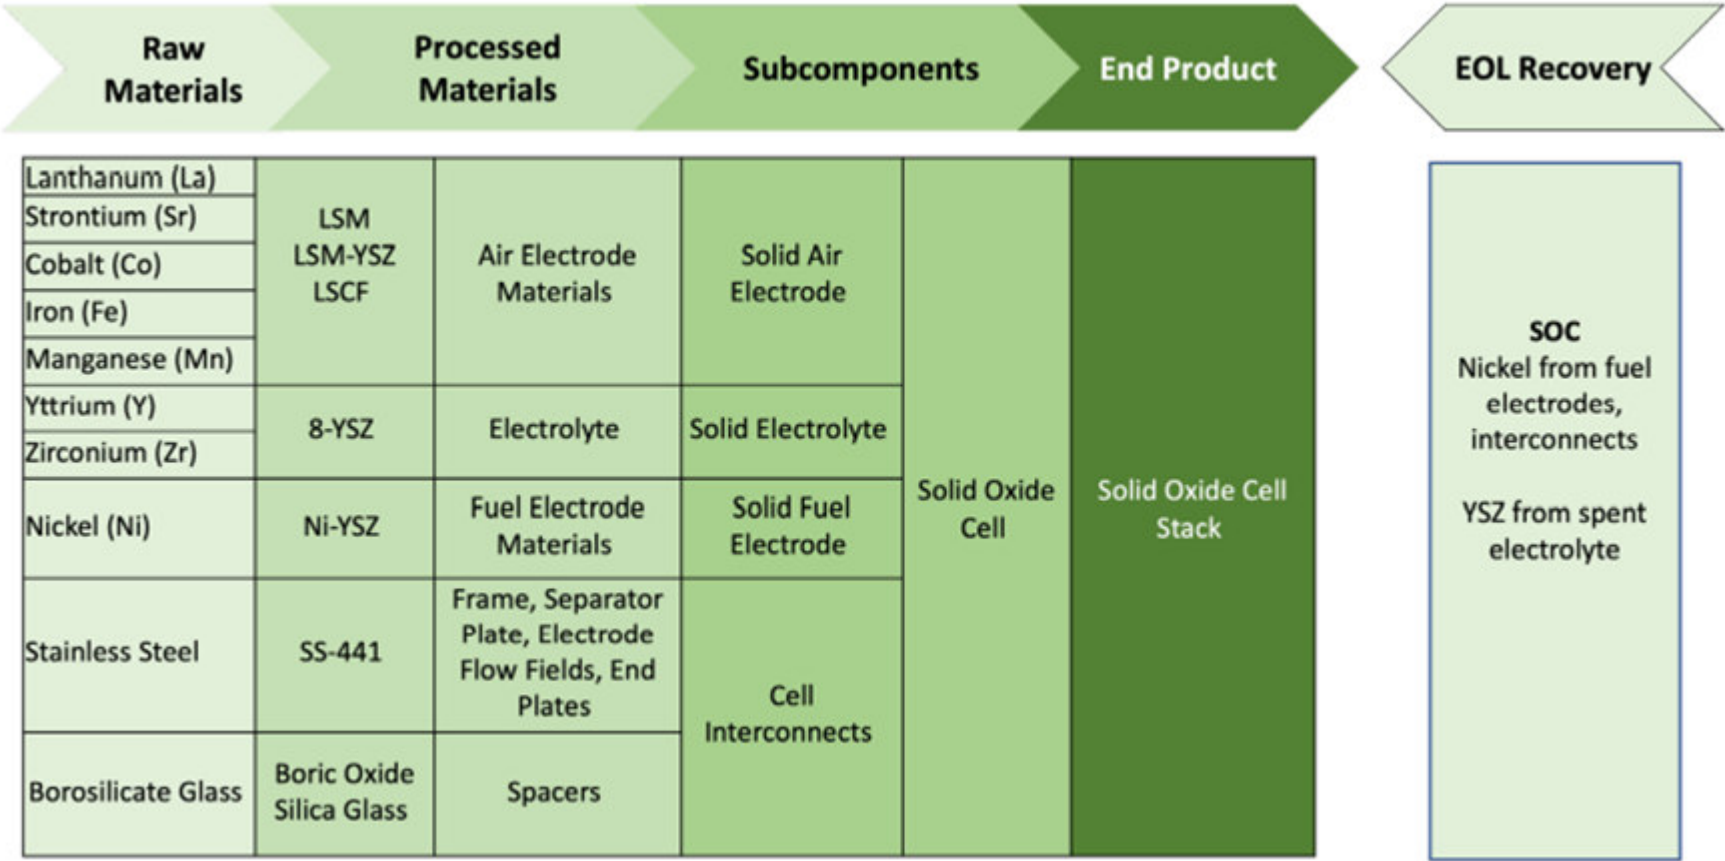 Raw
Materials
Processed
Materials
Subcomponents
End Product
EOL Recovery
Lanthanum (La)
Strontium (Sr)
Cobalt (Co)
Iron (Fe)
Manganese (Mn)
LSM
LSM-YSZ
LSCF
Air Electrode
Materials
Solid Air
Electrode
Yttrium (Y)
Zirconium (Zr)
8-YSZ
Electrolyte
Solid Electrolyte
Nickel (Ni)
Ni-YSZ
Fuel Electrode
Materials
Solid Fuel
Electrode
Stainless Steel
SS-441
Frame, Separator
Plate, Electrode
Flow Fields, End
Plates
Cell
Interconnects
Borosilicate Glass
Boric Oxide
Silica Glass
Spacers
Solid Oxide
Cell
Solid Oxide Cell
Stack
SOC
Nickel from fuel
electrodes,
interconnects
YSZ from spent
electrolyte